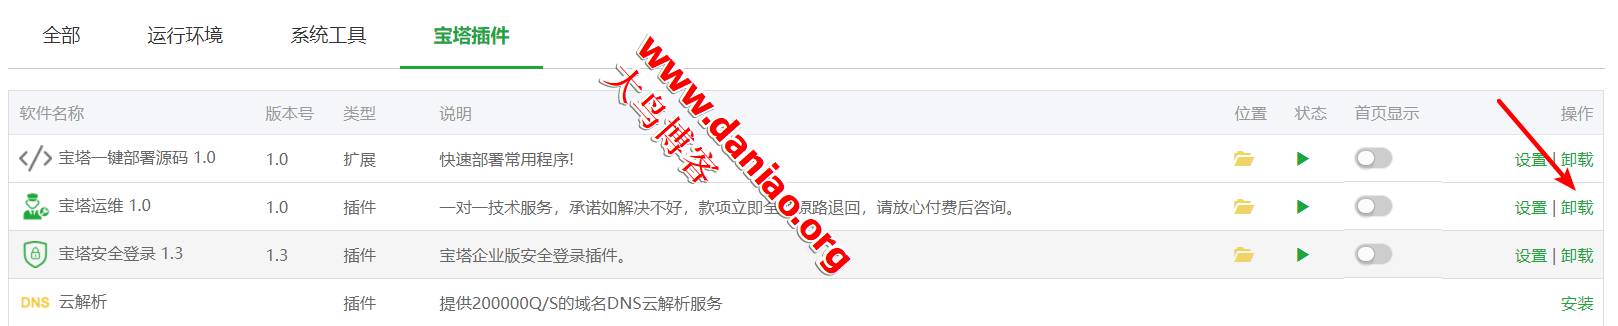 全部 运行环境 系统工具 宝塔插件
软件名称 版本号 类型 说明 位置 状态 首页显示 操作
宝塔一键部署源码 1.0 1.0 扩展 快速部署常用程序! 设置 | 卸载
宝塔运维 1.0 1.0 插件 一对一技术服务，承诺如解决不好，款项立即全 原路退回，请放心付费后咨询。 设置 | 卸载
宝塔安全登录 1.3 1.3 插件 宝塔企业版安全登录插件。 设置 | 卸载
DNS 云解析 插件 提供200000Q/S的域名DNS云解析服务 安装
www.daniao.org
大鸟博客